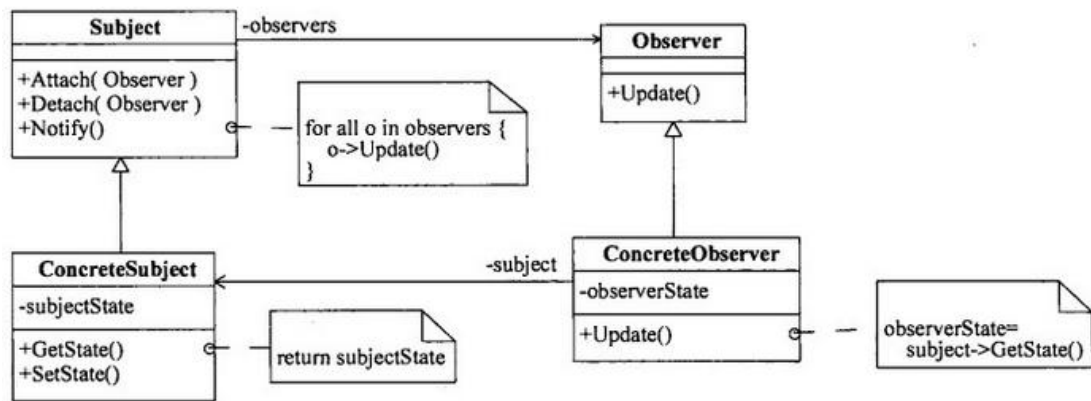 Subject
-observers
Observer
+Attach( Observer )
+Detach( Observer )
+Notify()
for all o in observers {
o->Update()
}
+Update()
ConcreteSubject
-subjectState
+GetState()
+SetState()
return subjectState
-subject
ConcreteObserver
-observerState
+Update()
observerState=
subject->GetState()